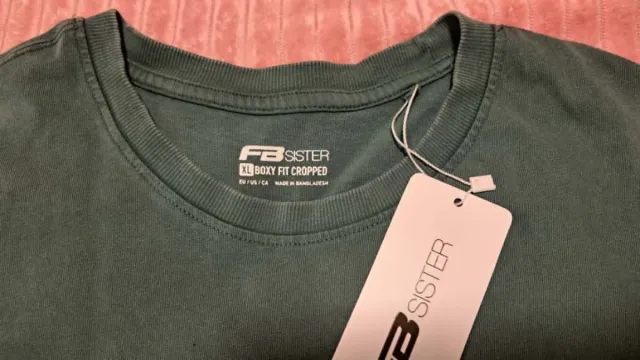 FB SISTER
XL BOXY FIT CROPPED
EU / US / CA MADE IN BANGLADESH
FB SISTER